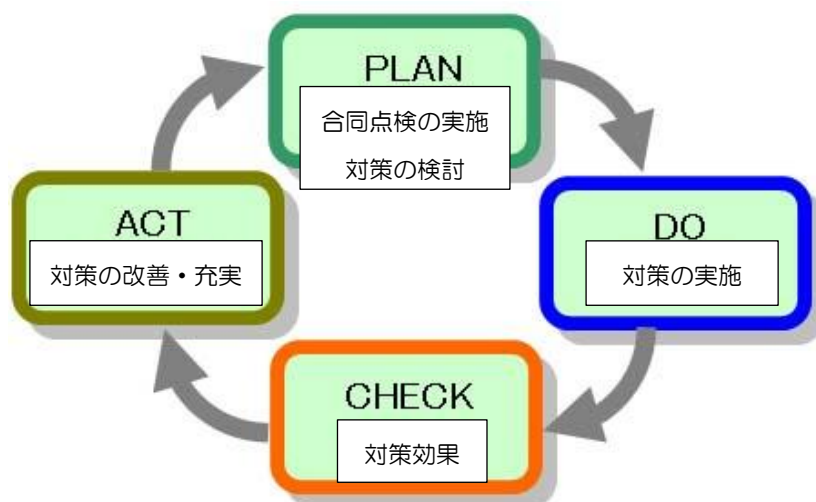 PLAN
合同点検の実施
対策の検討
DO
対策の実施
CHECK
対策効果
ACT
対策の改善・充実